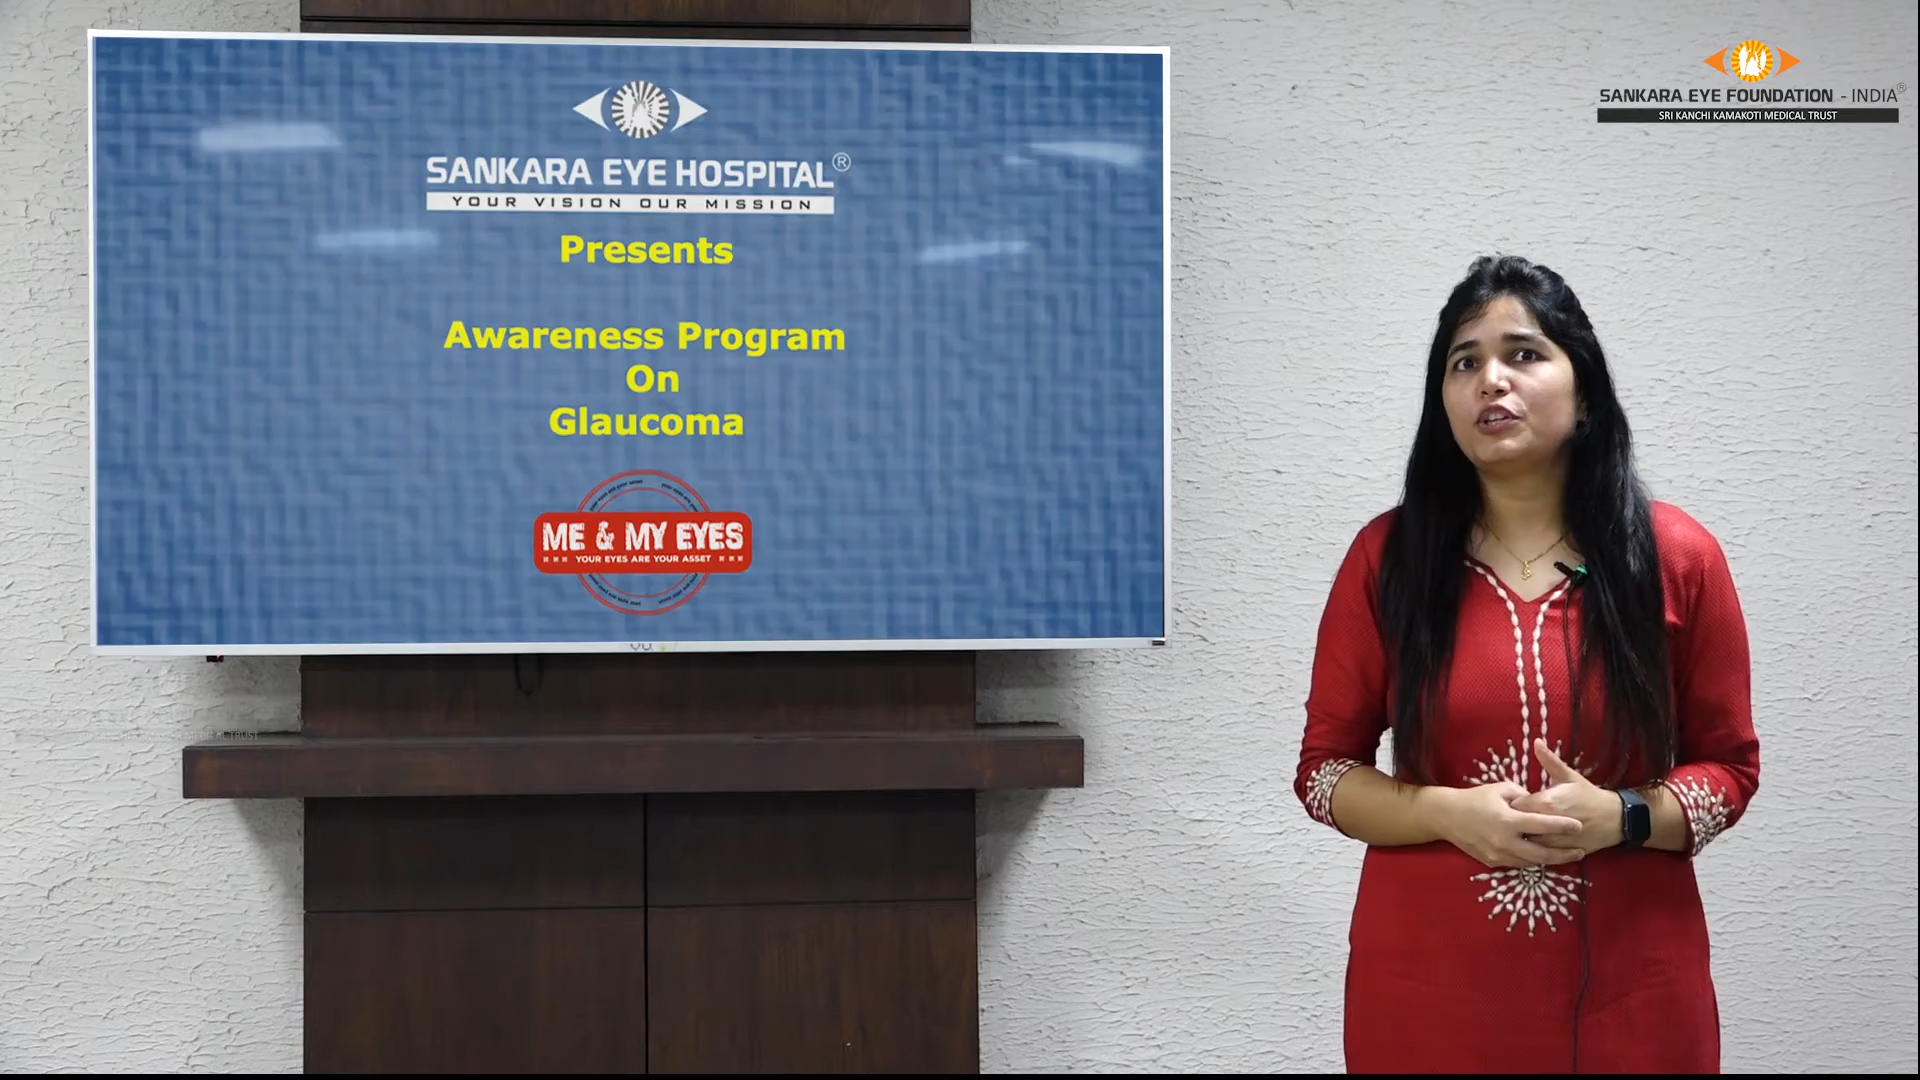 SANKARA EYE HOSPITAL®
YOUR VISION OUR MISSION
Presents
Awareness Program
On
Glaucoma
ME & MY EYES
YOUR EYES ARE YOUR ASSET
SANKARA EYE FOUNDATION - INDIA®
SRI KANCHI KAMAKOTI MEDICAL TRUST